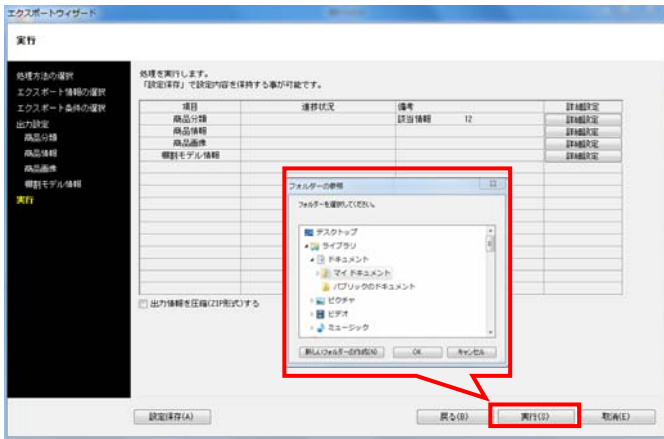 エクスポートウィザード
実行
処理方法の選択
エクスポート情報の選択
エクスポート条件の選択
出力設定
商品分類
商品情報
商品画像
棚割モデル情報
実行
処理を実行します。
「設定保存」で設定内容を保持する事が可能です。
項目 進捗状況 備考 詳細設定
商品分類 該当情報 12 詳細設定
商品情報 詳細設定
商品画像 詳細設定
棚割モデル情報 詳細設定
フォルダーの参照
フォルダーを選択してください。
デスクトップ
ライブラリ
ドキュメント
マイ ドキュメント
パブリックのドキュメント
ピクチャ
ビデオ
ミュージック
新しいフォルダーの作成(N) OK キャンセル
出力情報を圧縮(ZIP形式)する
設定保存(A) 戻る(B) 実行(S) 取消(E)